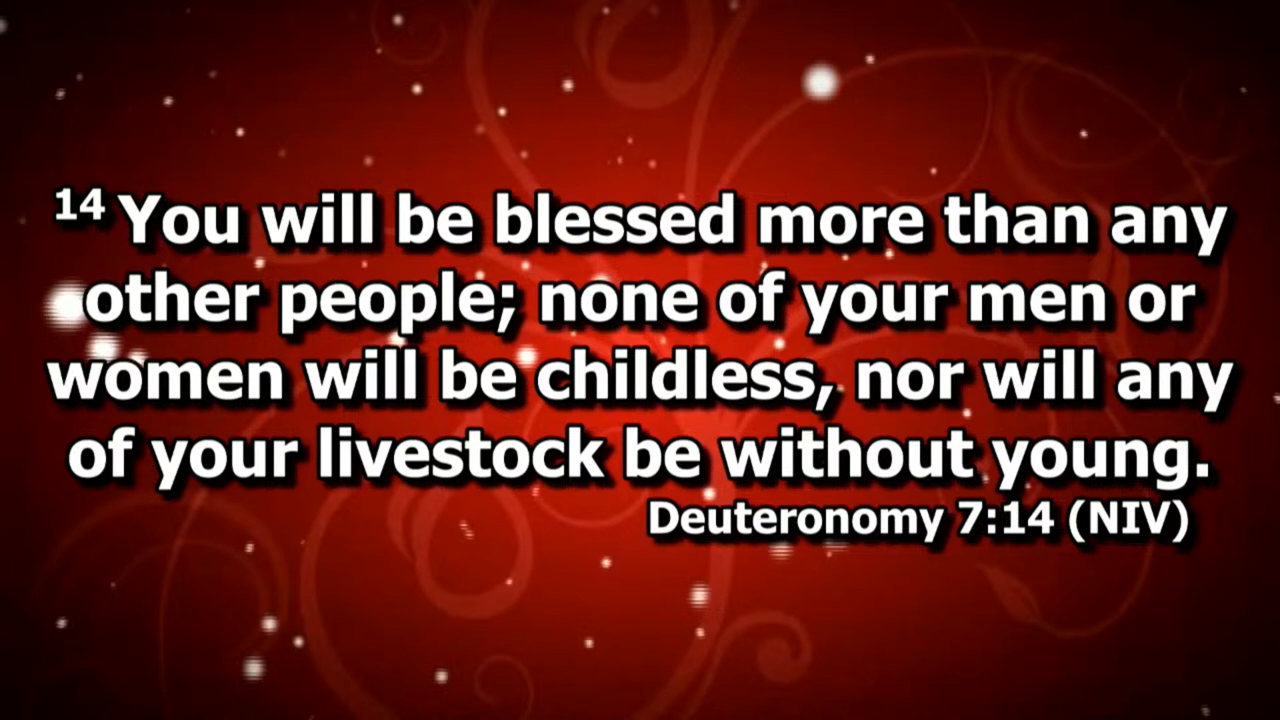 14 You will be blessed more than any
other people; none of your men or
women will be childless, nor will any
of your livestock be without young.
Deuteronomy 7:14 (NIV)